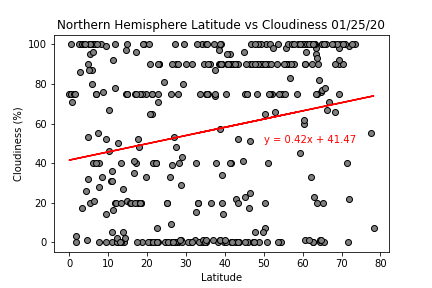 Northern Hemisphere Latitude vs Cloudiness 01/25/20
100
80
60
40
20
0
Cloudiness (%)
y = 0.42x + 41.47
0 10 20 30 40 50 60 70 80
Latitude